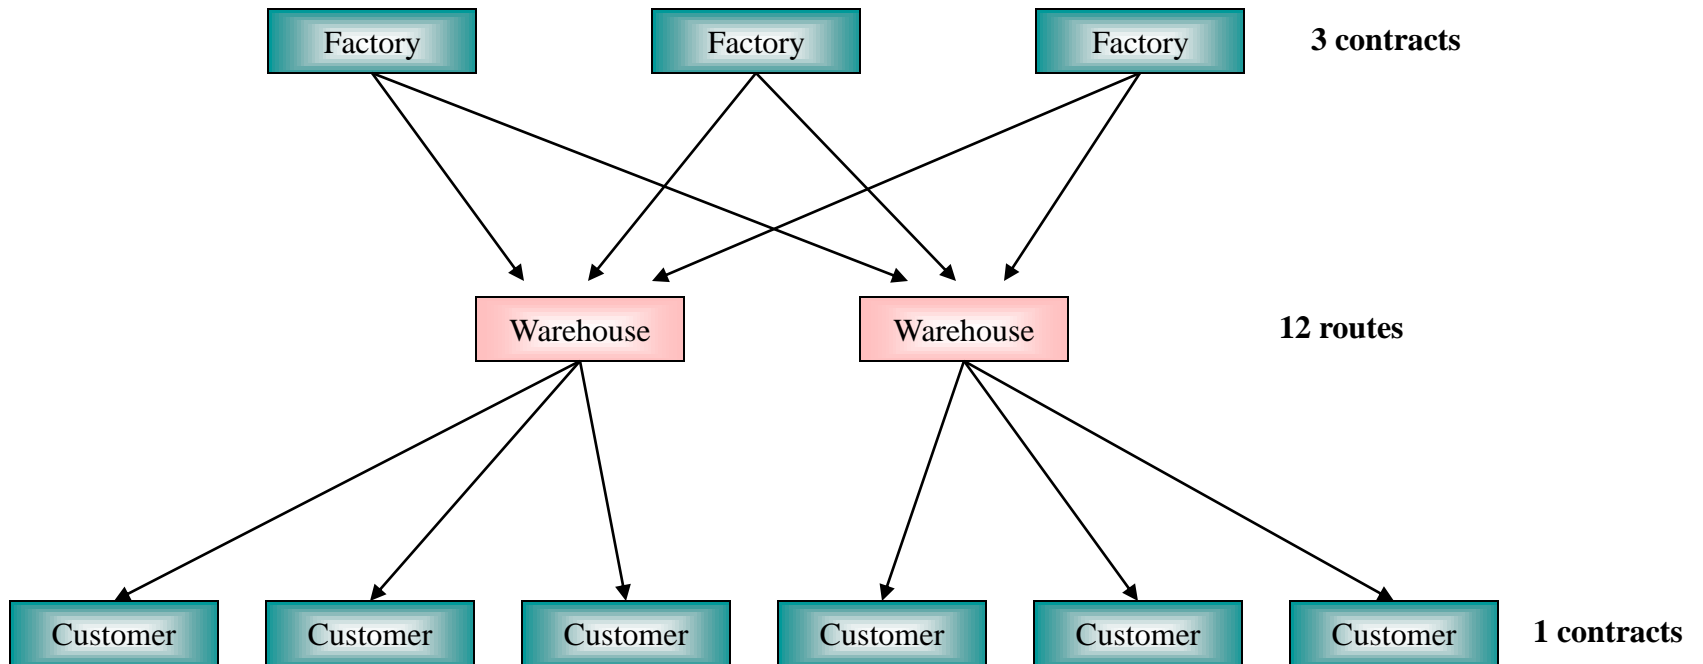 Factory Factory Factory 3 contracts
Warehouse Warehouse 12 routes
Customer Customer Customer Customer Customer Customer 1 contracts